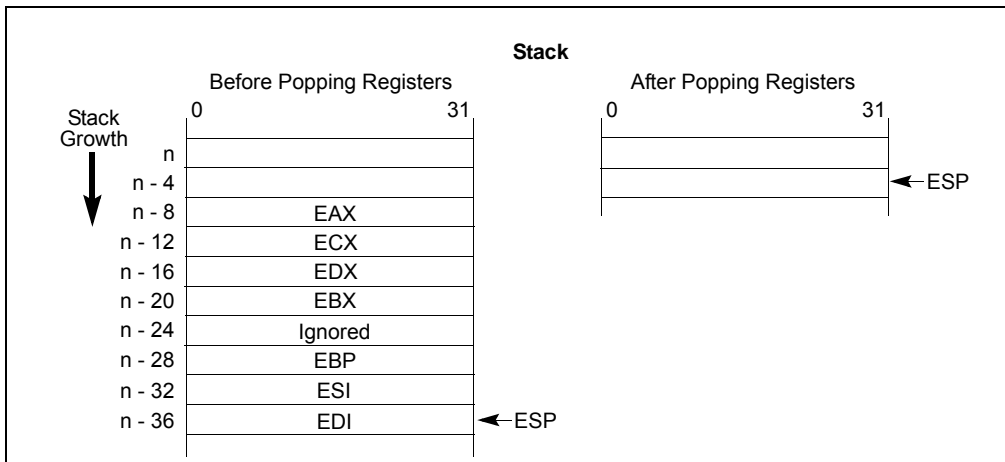 Stack
Before Popping Registers
After Popping Registers
0 31
0 31
Stack
Growth
n
n - 4
ESP
n - 8 EAX
n - 12 ECX
n - 16 EDX
n - 20 EBX
n - 24 Ignored
n - 28 EBP
n - 32 ESI
n - 36 EDI ESP